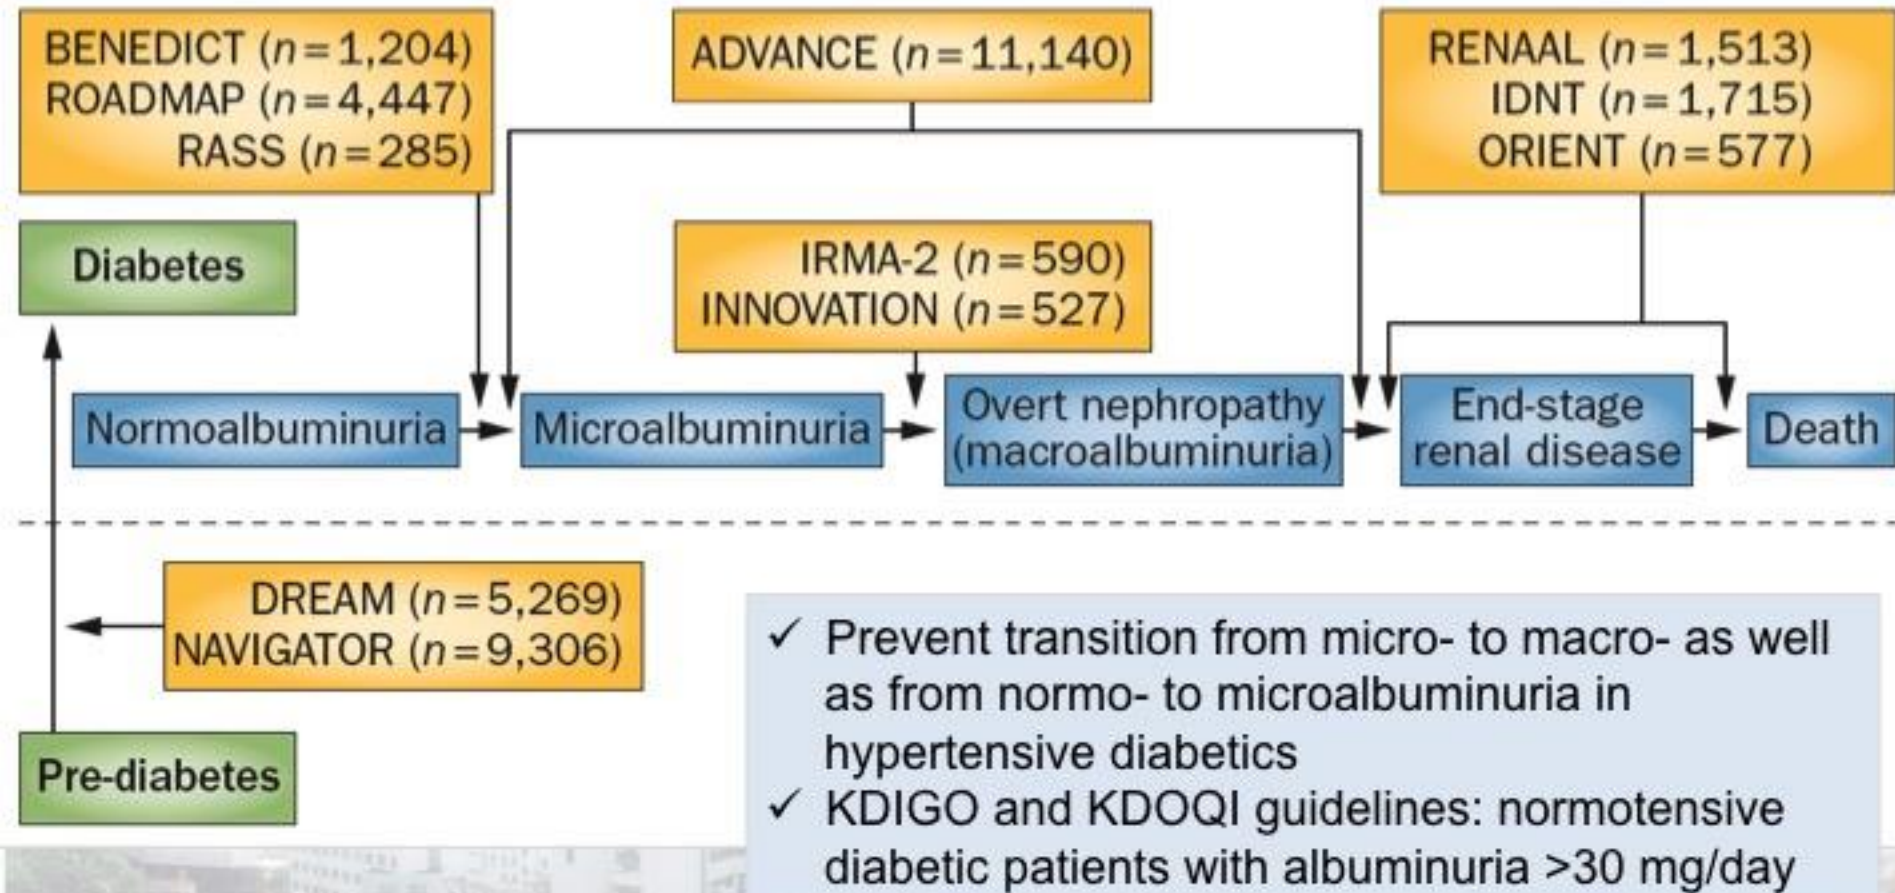 BENEDICT (n=1,204)
ROADMAP (n=4,447)
RASS (n=285)
ADVANCE (n=11,140)
RENAAL (n=1,513)
IDNT (n=1,715)
ORIENT (n=577)
Diabetes
IRMA-2 (n=590)
INNOVATION (n=527)
Normoalbuminuria
Microalbuminuria
Overt nephropathy
(macroalbuminuria)
End-stage
renal disease
Death
DREAM (n=5,269)
NAVIGATOR (n=9,306)
Pre-diabetes
✓ Prevent transition from micro- to macro- as well
as from normo- to microalbuminuria in
hypertensive diabetics
✓ KDIGO and KDOQI guidelines: normotensive
diabetic patients with albuminuria >30 mg/day